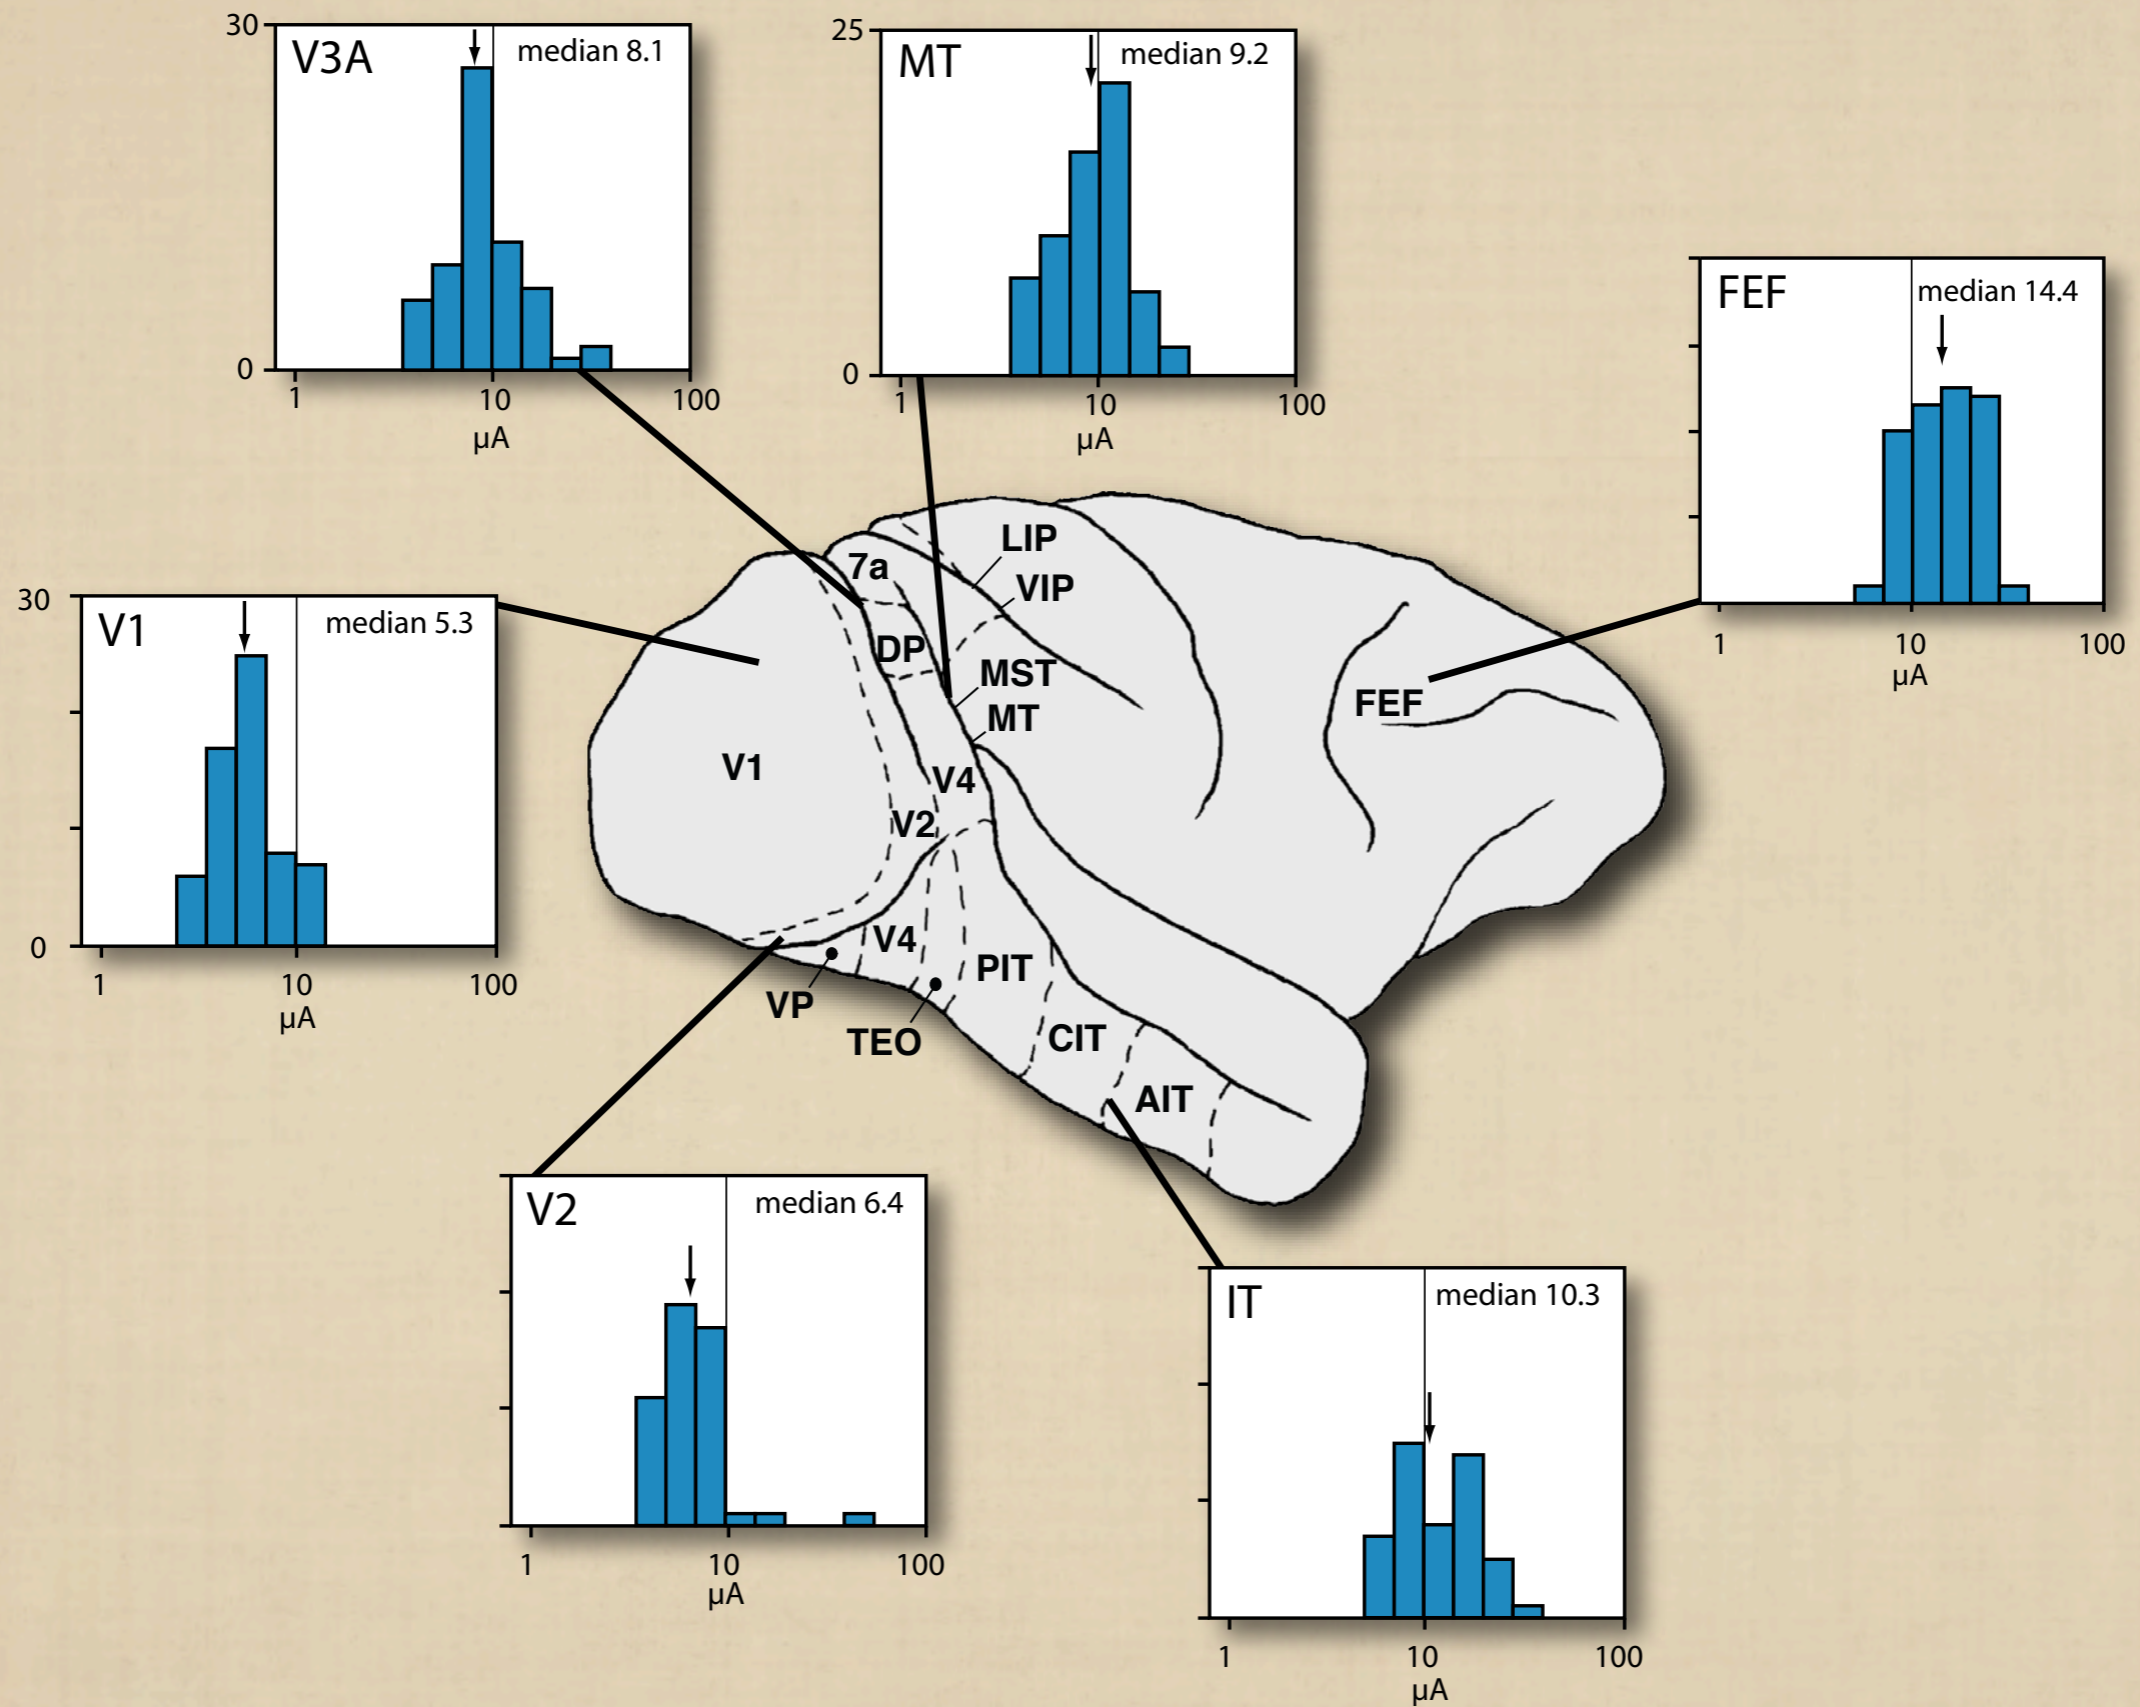 30
V3A
median 8.1
0
1
10
100
µA
25
MT
median 9.2
0
1
10
100
µA
FEF
median 14.4
1
10
100
µA
30
V1
median 5.3
0
1
10
100
µA
LIP
7a
VIP
DP
MST
MT
FEF
V1
V4
V2
V4
PIT
VP
TEO
CIT
AIT
V2
median 6.4
1
10
100
µA
IT
median 10.3
1
10
100
µA